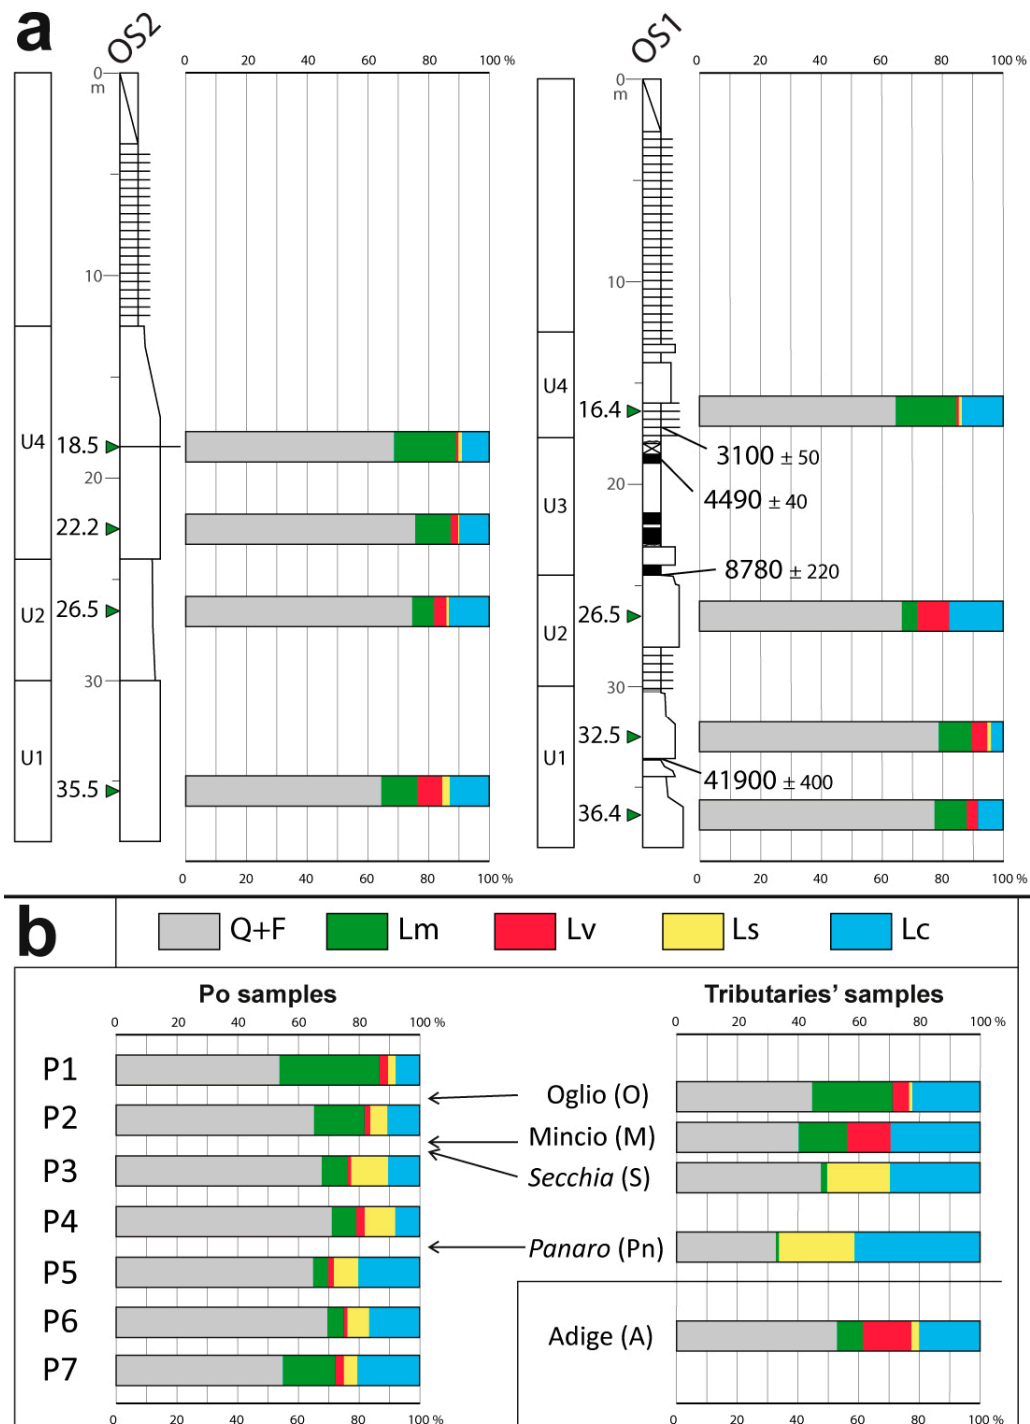 a
OS2
OS1
0 20 40 60 80 100 %
0 20 40 60 80 100 %
0
m
0
m
10
10
U4
18.5
U4
16.4
3100 ± 50
20
20
4490 ± 40
U3
22.2
8780 ± 220
U2
26.5
U2
26.5
30
30
U1
32.5
U1
41900 ± 400
35.5
36.4
0 20 40 60 80 100 %
0 20 40 60 80 100 %
b
Q+F Lm Lv Ls Lc
Po samples
Tributaries’ samples
0 20 40 60 80 100 %
0 20 40 60 80 100 %
P1
Oglio (O)
P2
Mincio (M)
P3
Secchia (S)
P4
Panaro (Pn)
P5
P6
Adige (A)
P7
0 20 40 60 80 100 %
0 20 40 60 80 100 %